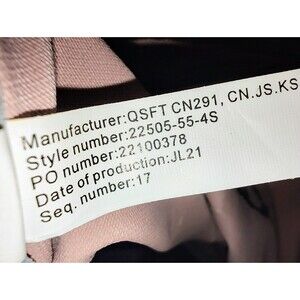 Manufacturer:QSFT CN291, CN.JS.KS
Style number:22505-55-4S
PO number:22100378
Date of production:JL21
Seq. number:17